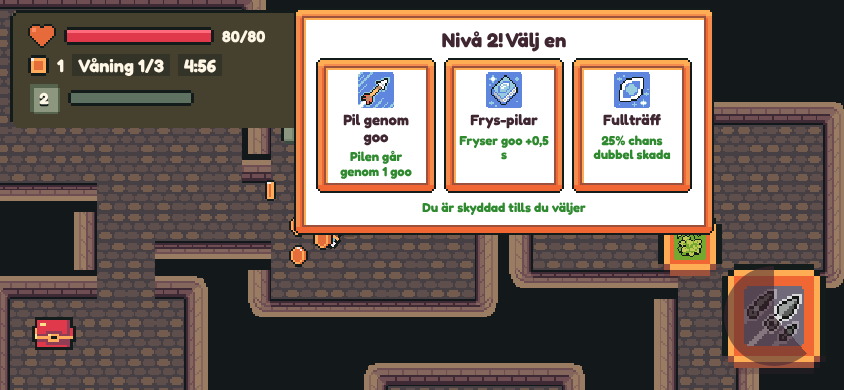 80/80
1 Våning 1/3 4:56
2
Nivå 2! Välj en
Pil genom
goo
Pilen går
genom 1 goo
Frys-pilar
Fryser goo +0,5
s
Fullträff
25% chans
dubbel skada
Du är skyddad tills du väljer